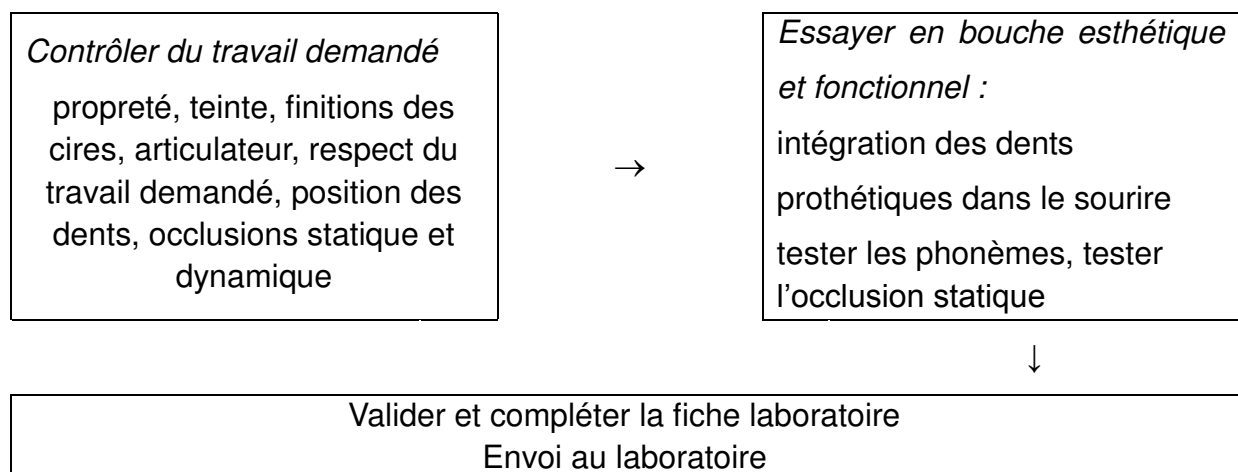 Contrôler du travail demandé
propreté, teinte, finitions des
cires, articulateur, respect du
travail demandé, position des
dents, occlusions statique et
dynamique
→
Essayer en bouche esthétique
et fonctionnel :
intégration des dents
prothétiques dans le sourire
tester les phonèmes, tester
l'occlusion statique
↓
Valider et compléter la fiche laboratoire
Envoi au laboratoire